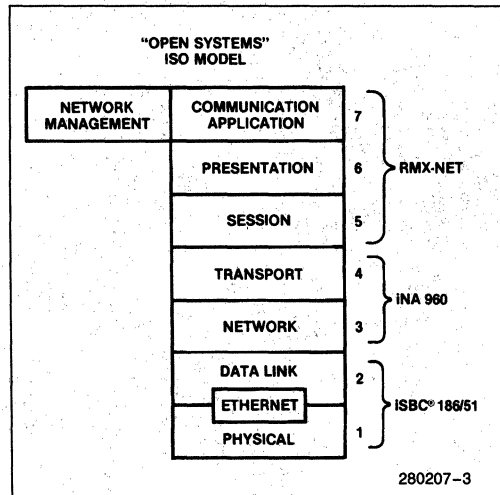 “OPEN SYSTEMS”
ISO MODEL
NETWORK
MANAGEMENT
COMMUNICATION
APPLICATION
7
PRESENTATION
6
RMX-NET
SESSION
5
TRANSPORT
4
iNA 960
NETWORK
3
DATA LINK
2
ETHERNET
iSBC® 186/51
PHYSICAL
1
280207–3